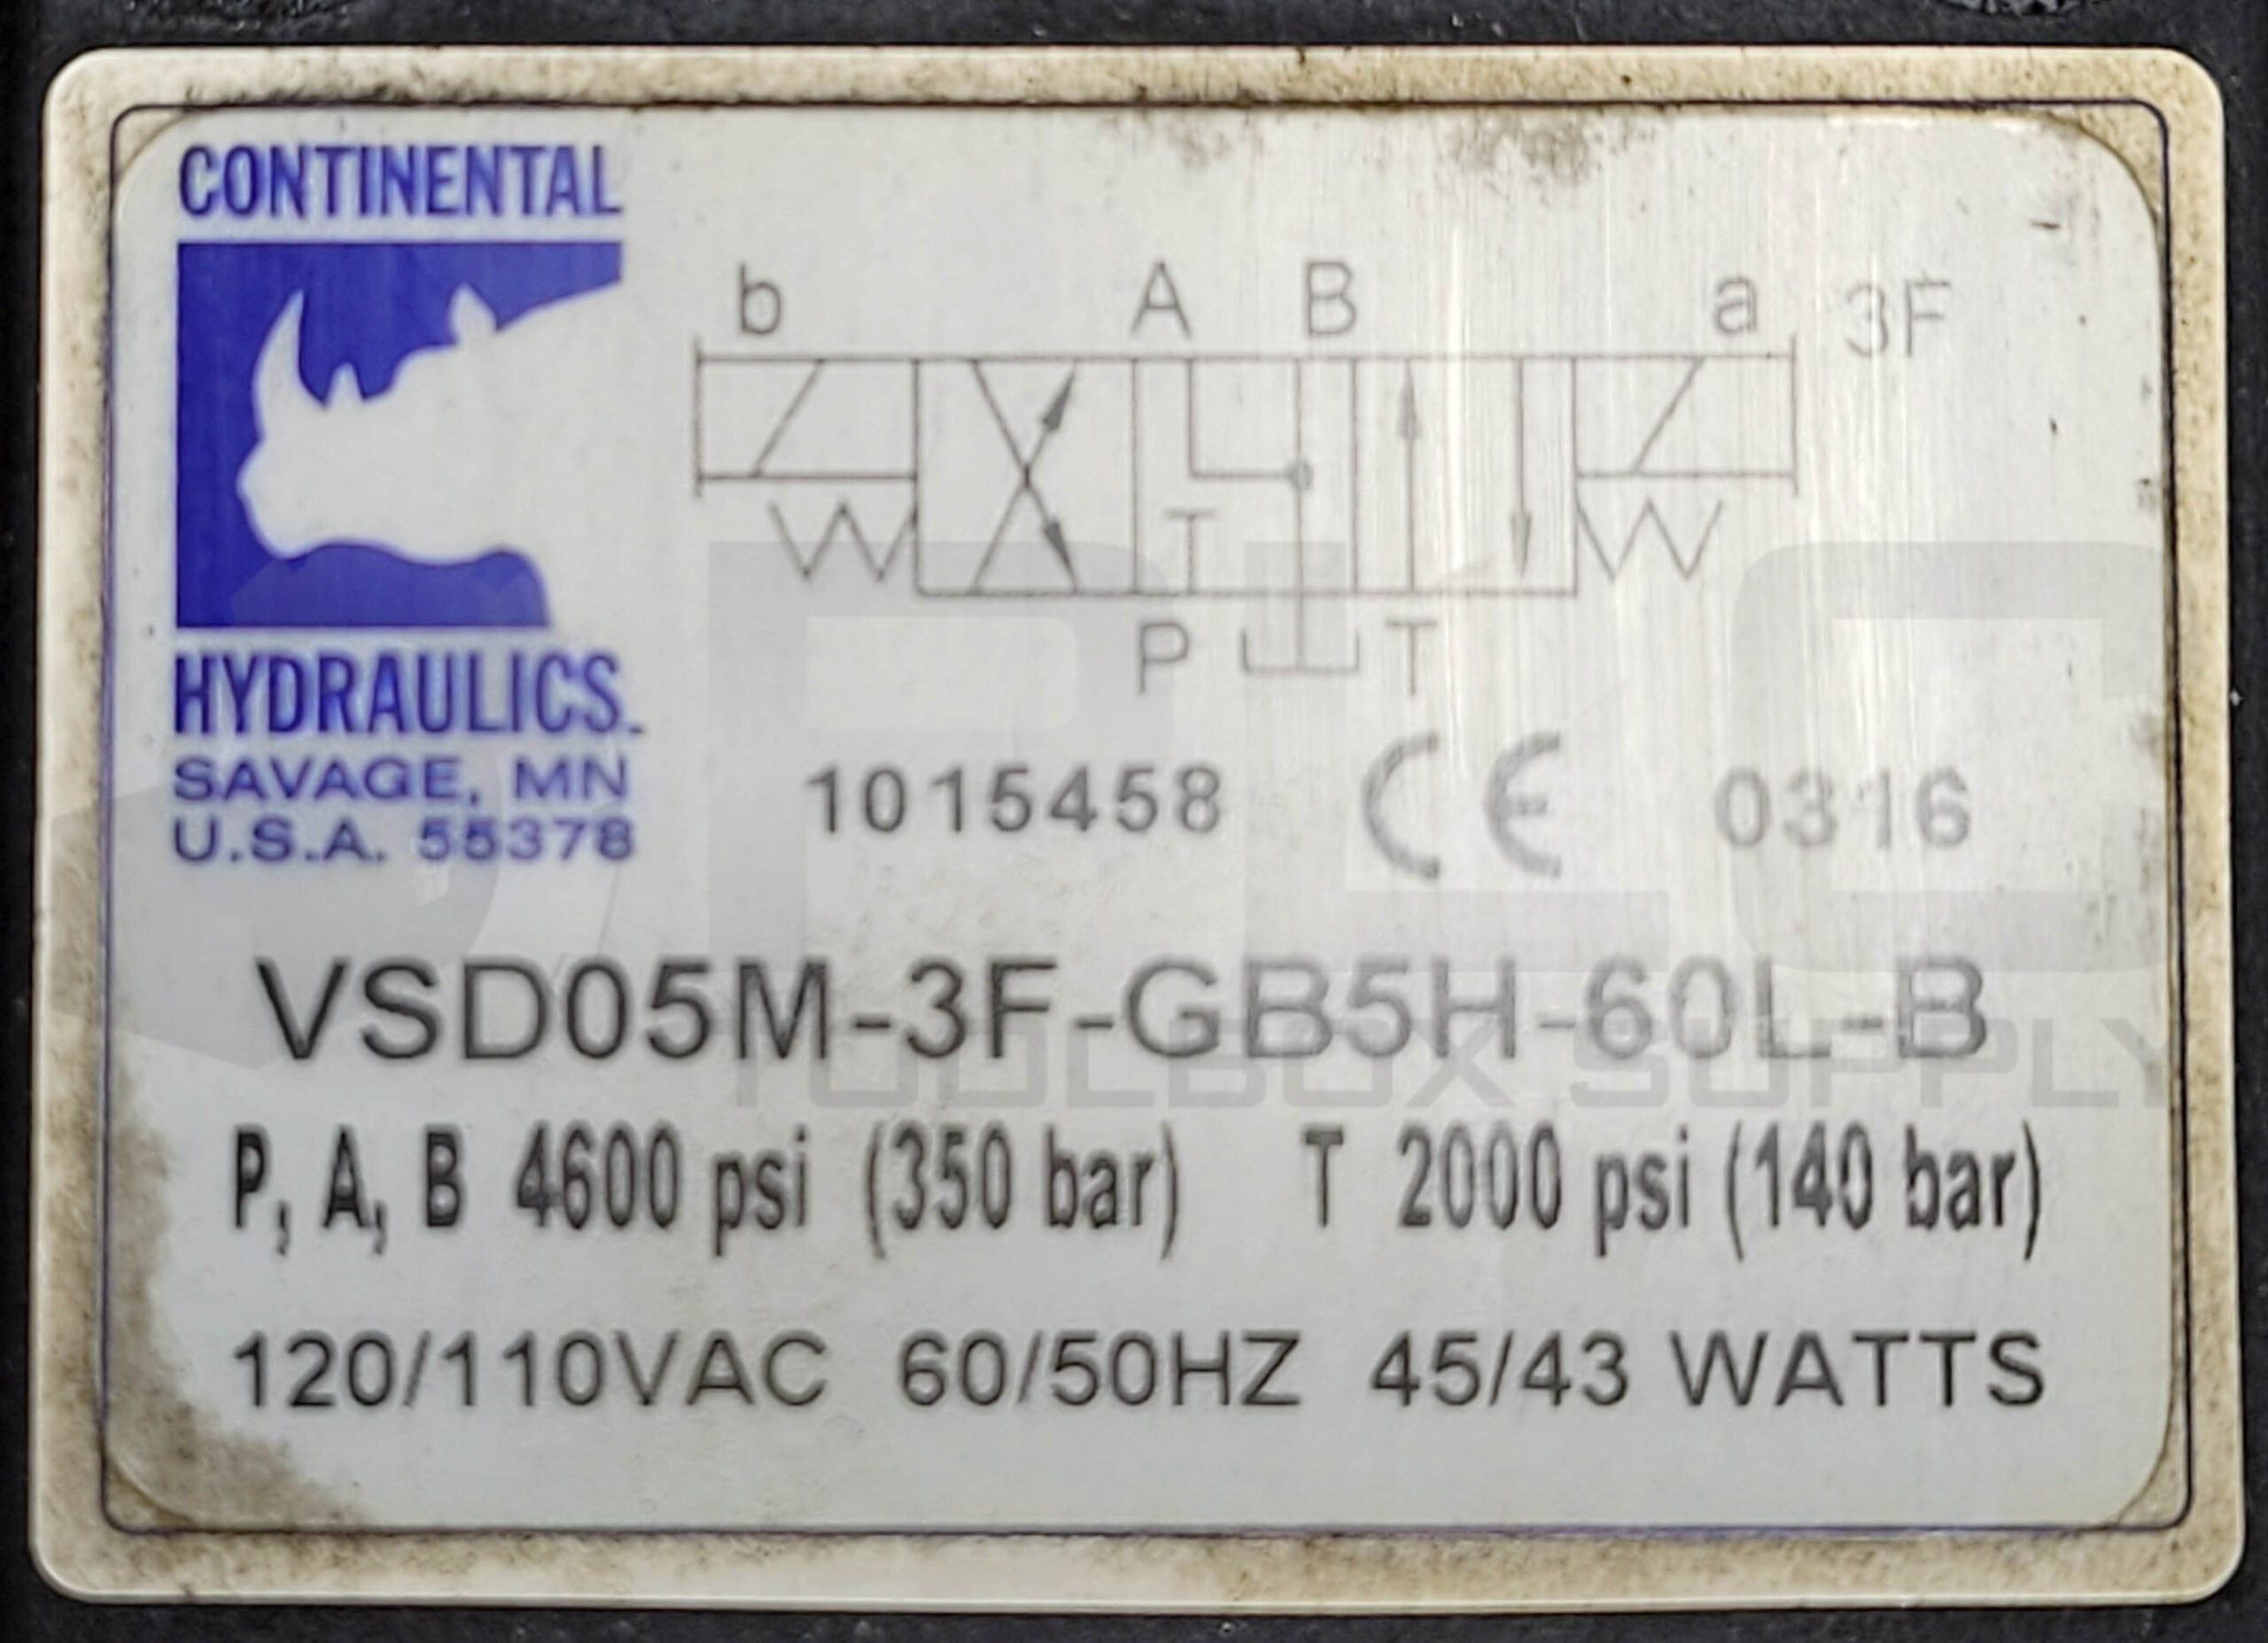 CONTINENTAL
HYDRAULICS
SAVAGE, MN
U.S.A. 55378
b A B a 3F
T
P T
1015458 CE 0316
VSD05M-3F-GB5H-60L-B
TOOLBOX SUPPLY
P, A, B 4600 psi (350 bar) T 2000 psi (140 bar)
120/110VAC 60/50HZ 45/43 WATTS